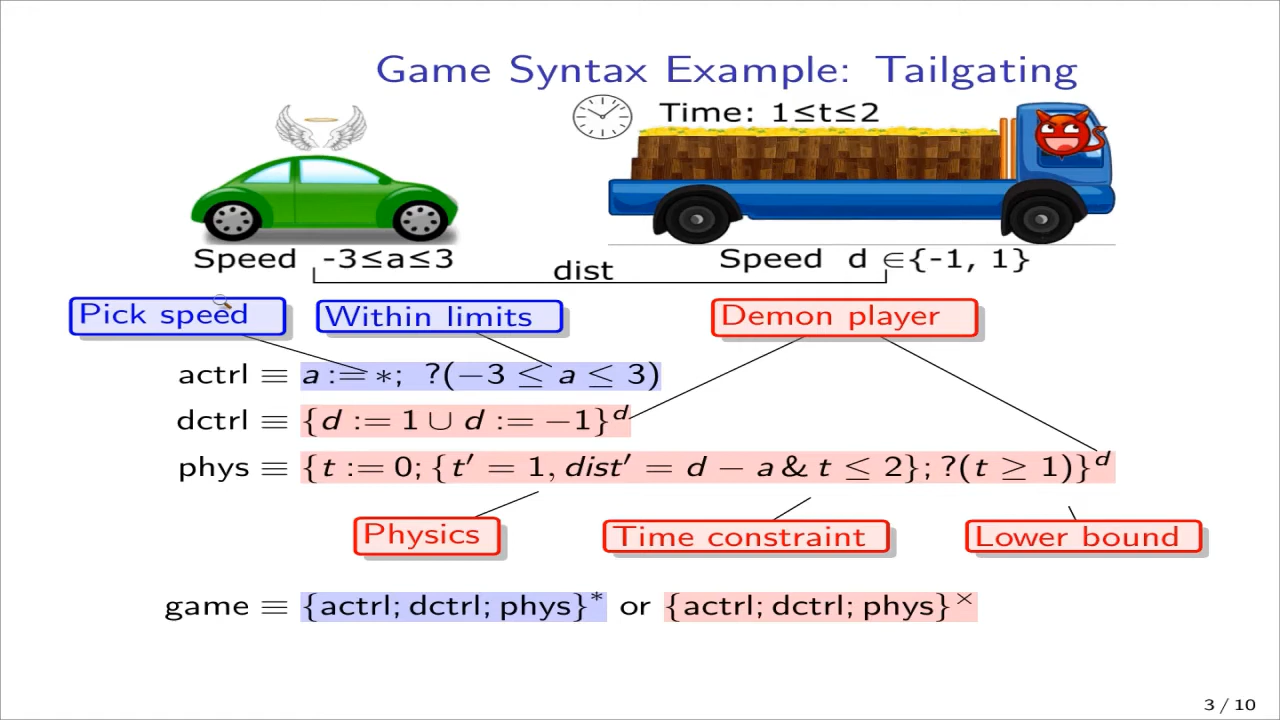 Game Syntax Example: Tailgating
Time: 1≤t≤2
Speed -3≤a≤3
dist
Speed d ∈{-1, 1}
Pick speed
Within limits
Demon player
actrl ≡ a := ∗; ?(−3 ≤ a ≤ 3)
dctrl ≡ {d := 1 ∪ d := −1}ᵈ
phys ≡ {t := 0; {t′ = 1, dist′ = d − a & t ≤ 2}; ?(t ≥ 1)}ᵈ
Physics
Time constraint
Lower bound
game ≡ {actrl; dctrl; phys}* or {actrl; dctrl; phys}×
3 / 10